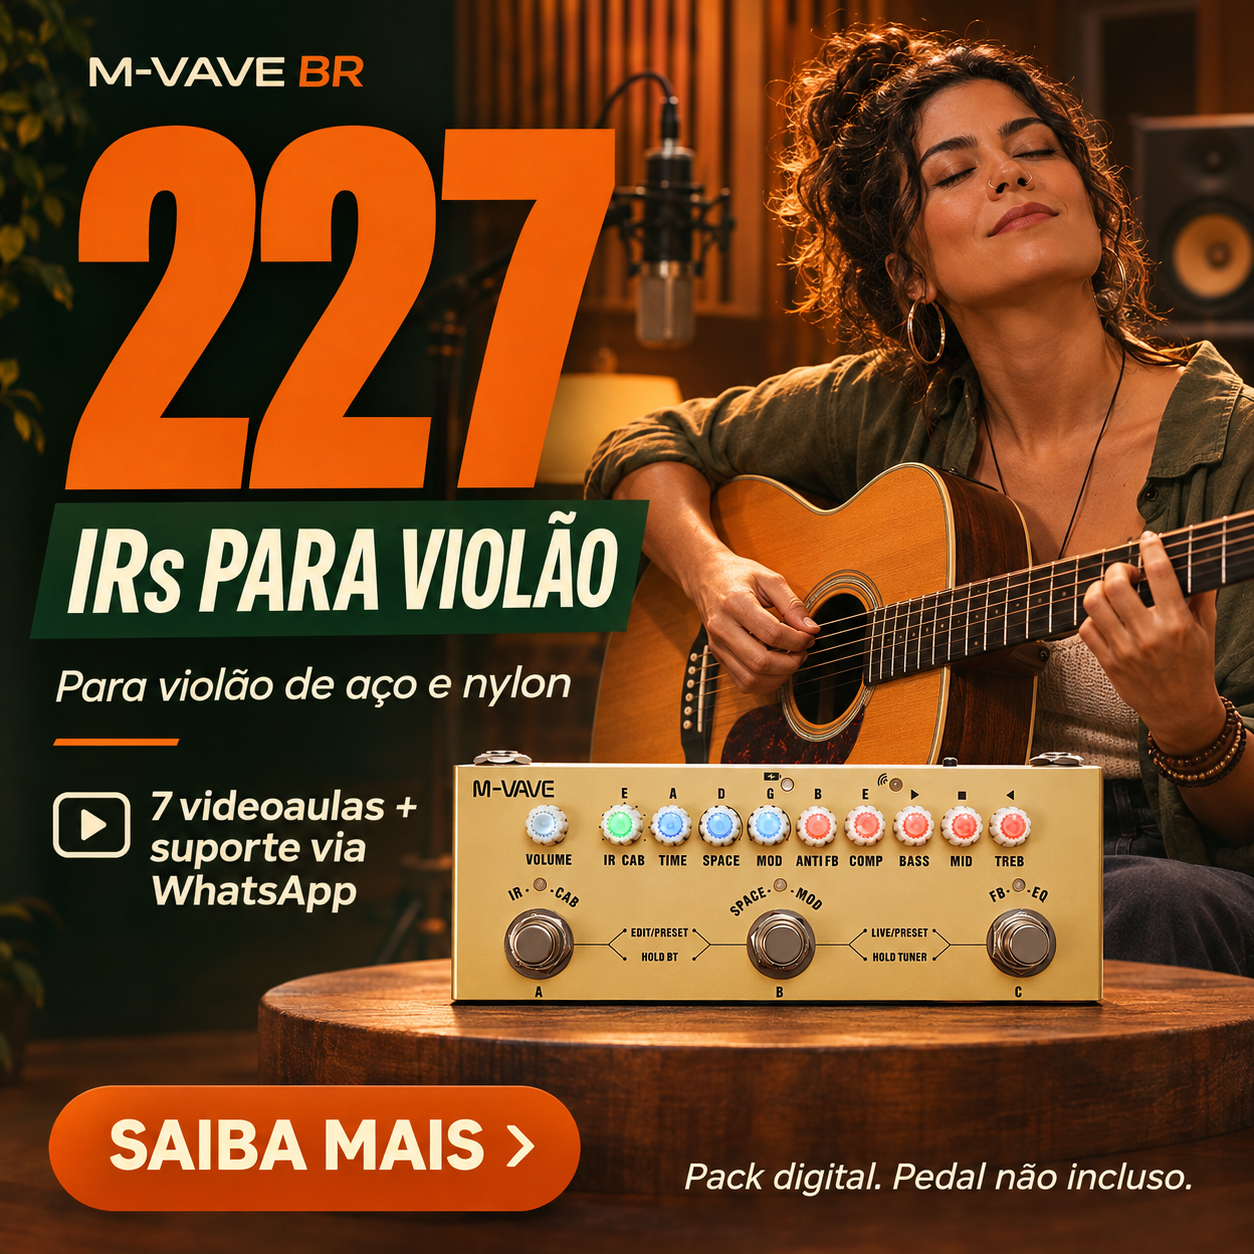 M-VAVE BR
227
IRs PARA VIOLÃO
Para violão de aço e nylon
7 videoaulas +
suporte via
WhatsApp
M-VAVE
E A D G B E
VOLUME IR CAB TIME SPACE MOD ANTI FB COMP BASS MID TREB
IR - CAB
SPACE - MOD
FB - EQ
EDIT/PRESET
HOLD BT
LIVE/PRESET
HOLD TUNER
A B C
SAIBA MAIS >
Pack digital. Pedal não incluso.